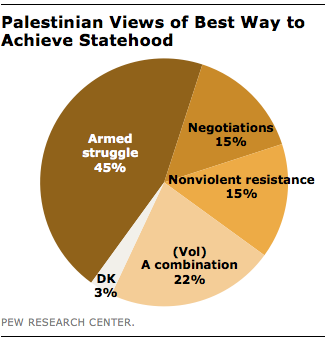 Palestinian Views of Best Way to
Achieve Statehood
Armed
struggle
45%
Negotiations
15%
Nonviolent resistance
15%
(Vol)
A combination
22%
DK
3%
PEW RESEARCH CENTER.